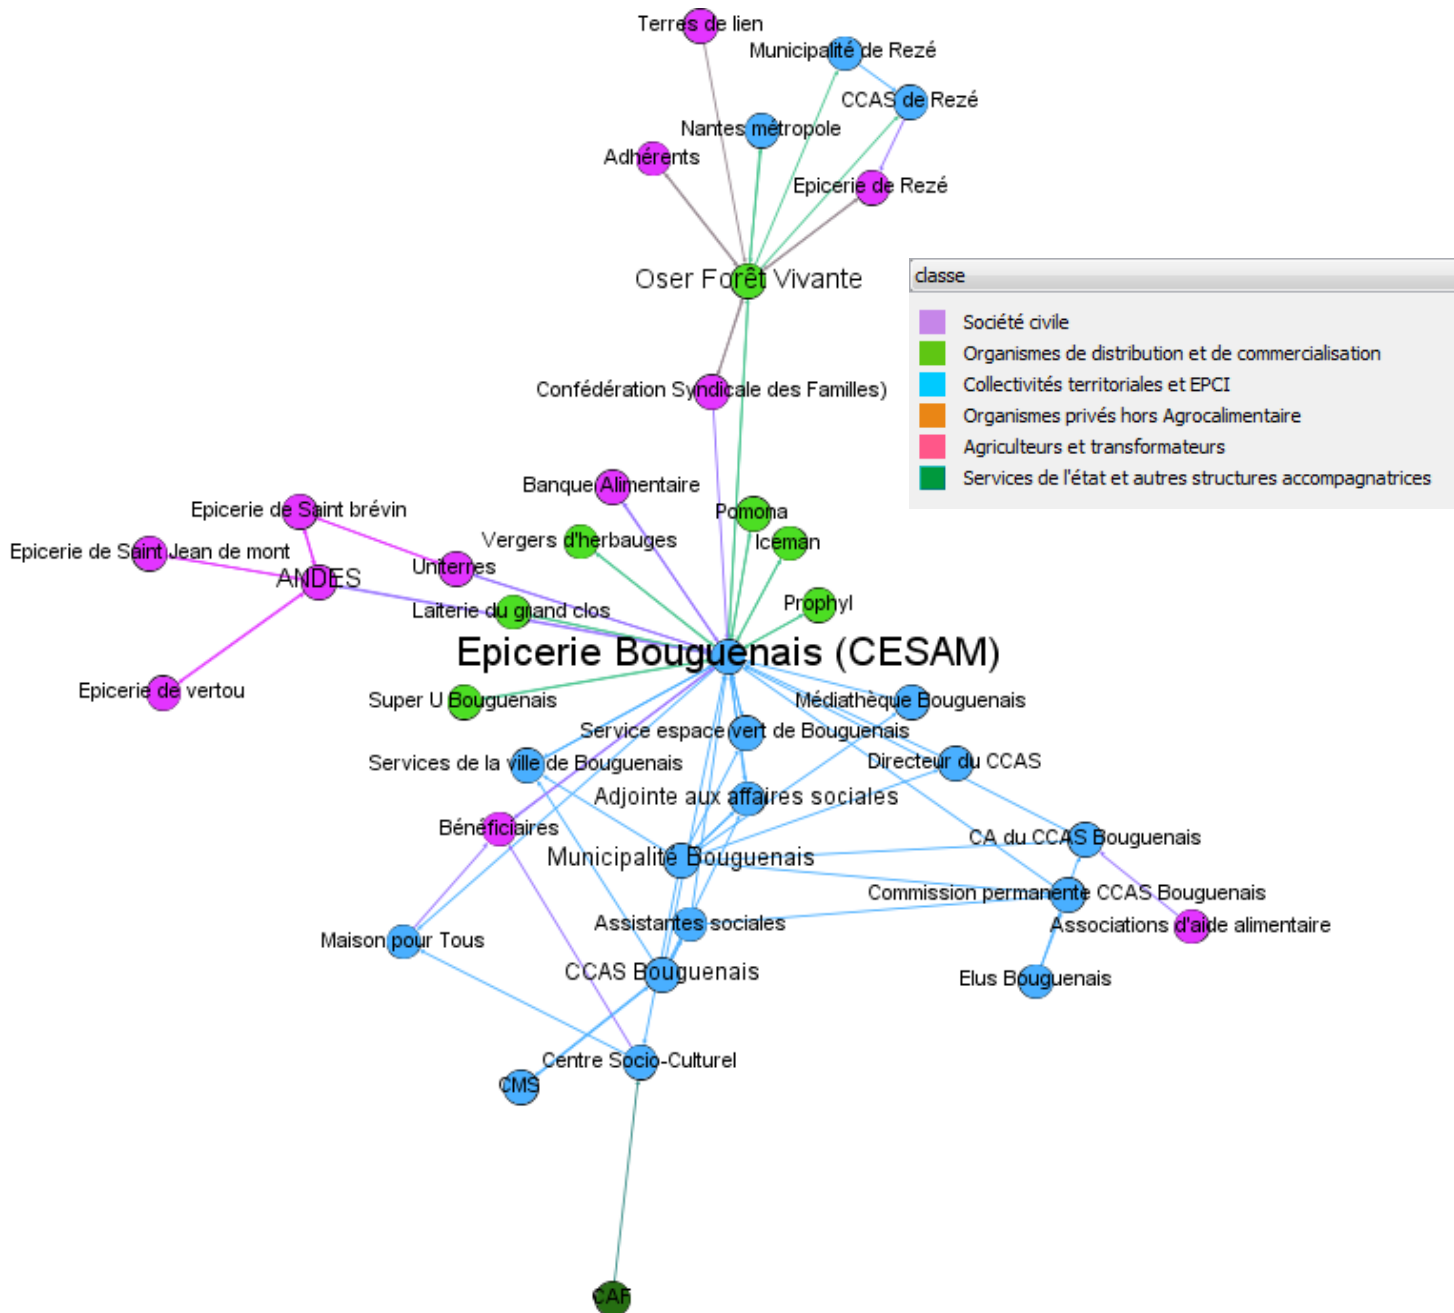 Terres de lien
Municipalité de Rezé
CCAS de Rezé
Nantes métropole
Adhérents
Epicerie de Rezé
Oser Forêt Vivante
classe
Société civile
Organismes de distribution et de commercialisation
Collectivités territoriales et EPCI
Organismes privés hors Agrocalimentaire
Agriculteurs et transformateurs
Services de l'état et autres structures accompagnatrices
Confédération Syndicale des Familles)
Banque Alimentaire
Pomona
Epicerie de Saint brévin
Vergers d'herbauges
Iceman
Epicerie de Saint Jean de mont
Uniterres
ANDES
Prophyl
Laiterie du grand clos
Epicerie Bouguenais (CESAM)
Epicerie de vertou
Super U Bouguenais
Médiathèque Bouguenais
Service espace vert de Bouguenais
Services de la ville de Bouguenais
Directeur du CCAS
Adjointe aux affaires sociales
Bénéficiaires
CA du CCAS Bouguenais
Municipalité Bouguenais
Commission permanente CCAS Bouguenais
Assistantes sociales
Associations d'aide alimentaire
Maison pour Tous
CCAS Bouguenais
Elus Bouguenais
Centre Socio-Culturel
CMS
CAF